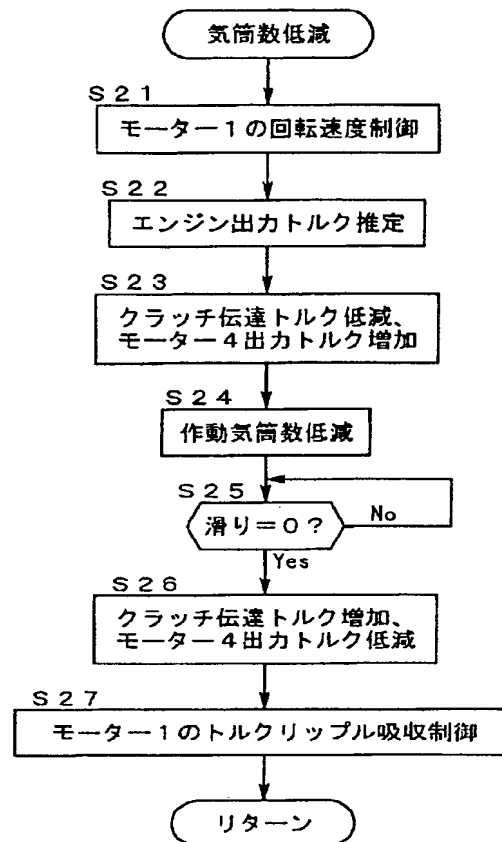 気筒数低減
S21
モーター1の回転速度制御
S22
エンジン出力トルク推定
S23
クラッチ伝達トルク低減、
モーター4出力トルク増加
S24
作動気筒数低減
S25
滑り=0?
No
Yes
S26
クラッチ伝達トルク増加、
モーター4出力トルク低減
S27
モーター1のトルクリップル吸収制御
リターン